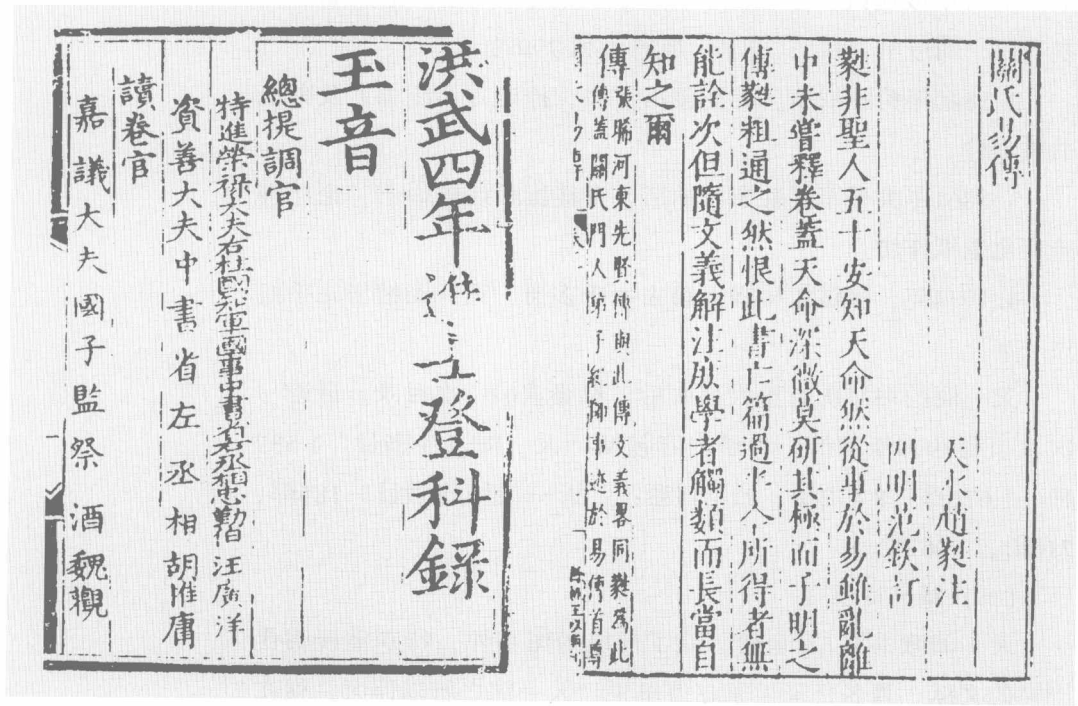 關氏易傳
天水趙蕤注
四明范欽訂
蕤非聖人五十安知天命然從事於易雖亂離
中未嘗釋卷蓋天命深微莫研其極而子明之
傳蕤粗通之然恨此書亡篇過半今所得者無
能詮次但隨文義解注庶學者觸類而長當自
知之爾
傳
張晞河東先賢傳與此傳文義畧同蕤爲此
傳蓋關氏門人弟子紀師事迹於易傳首尊
洪武四年進士登科錄
玉音
總提調官
特進榮祿大夫右柱國知軍國事中書省右丞相忠勤伯汪廣洋
資善大夫中書省左丞相胡惟庸
讀卷官
嘉議大夫國子監祭酒魏觀